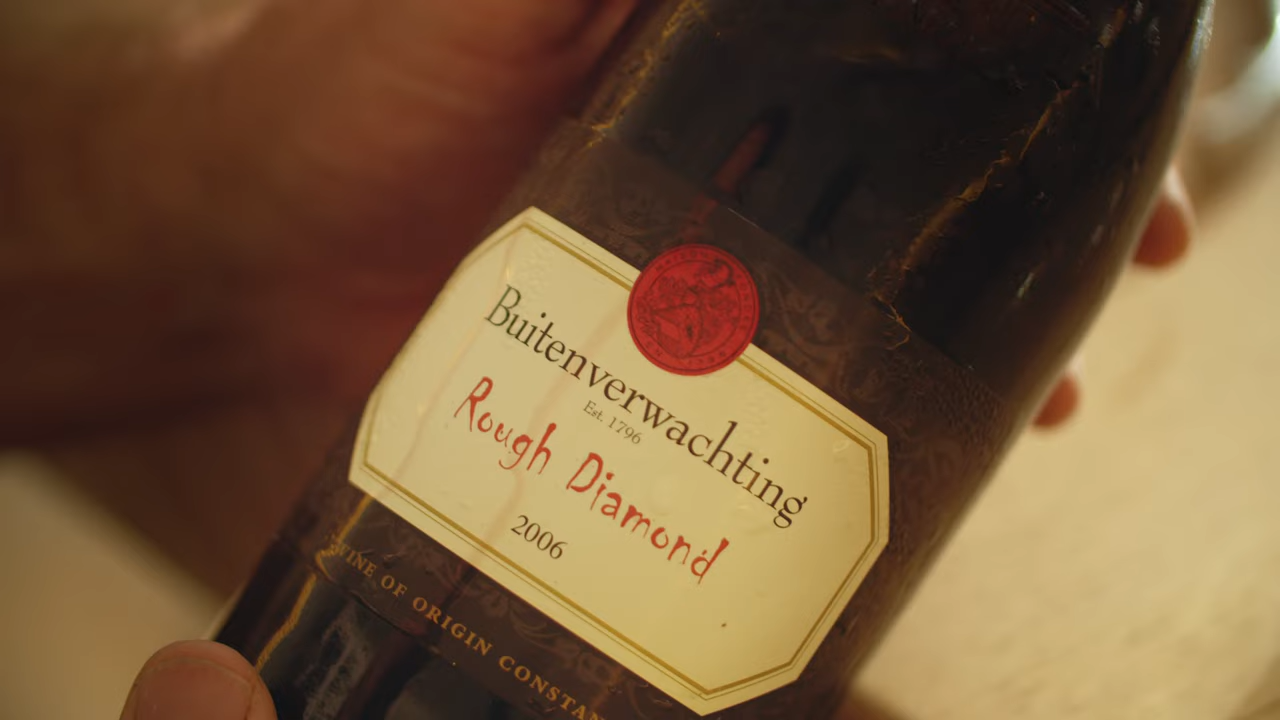 Buitenverwachting
Est. 1796
Rough Diamond
2006
WINE OF ORIGIN CONSTAN